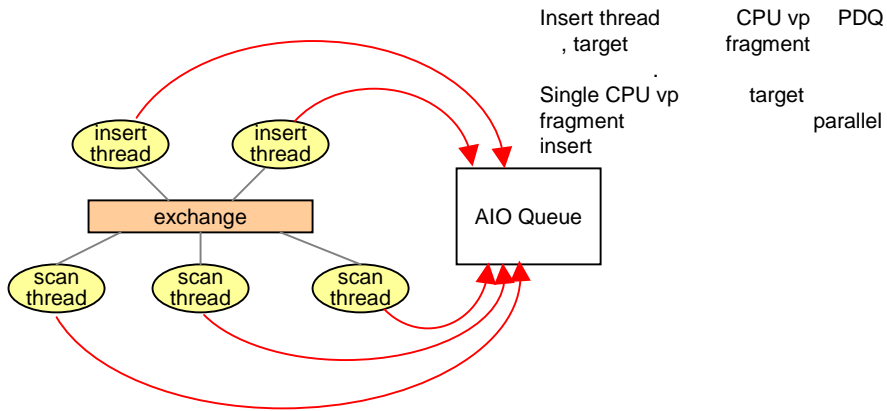 Insert thread CPU vp PDQ
, target fragment
.
Single CPU vp target
fragment parallel
insert
insert
thread
insert
thread
exchange
AIO Queue
scan
thread
scan
thread
scan
thread